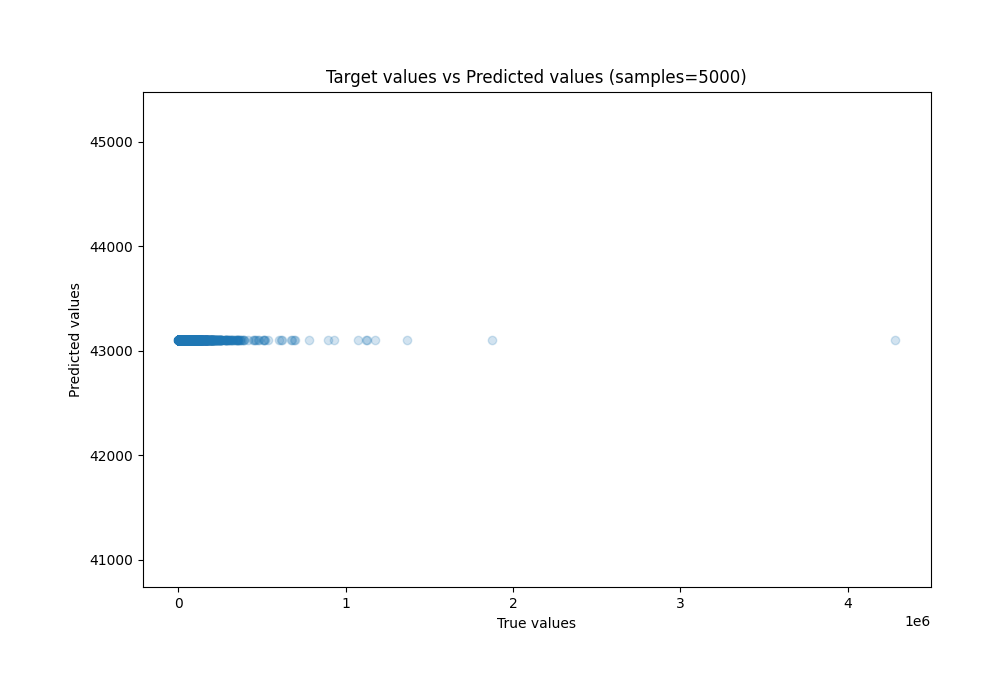 Target values vs Predicted values (samples=5000)
45000
44000
43000
42000
41000
Predicted values
0
1
2
3
4
1e6
True values